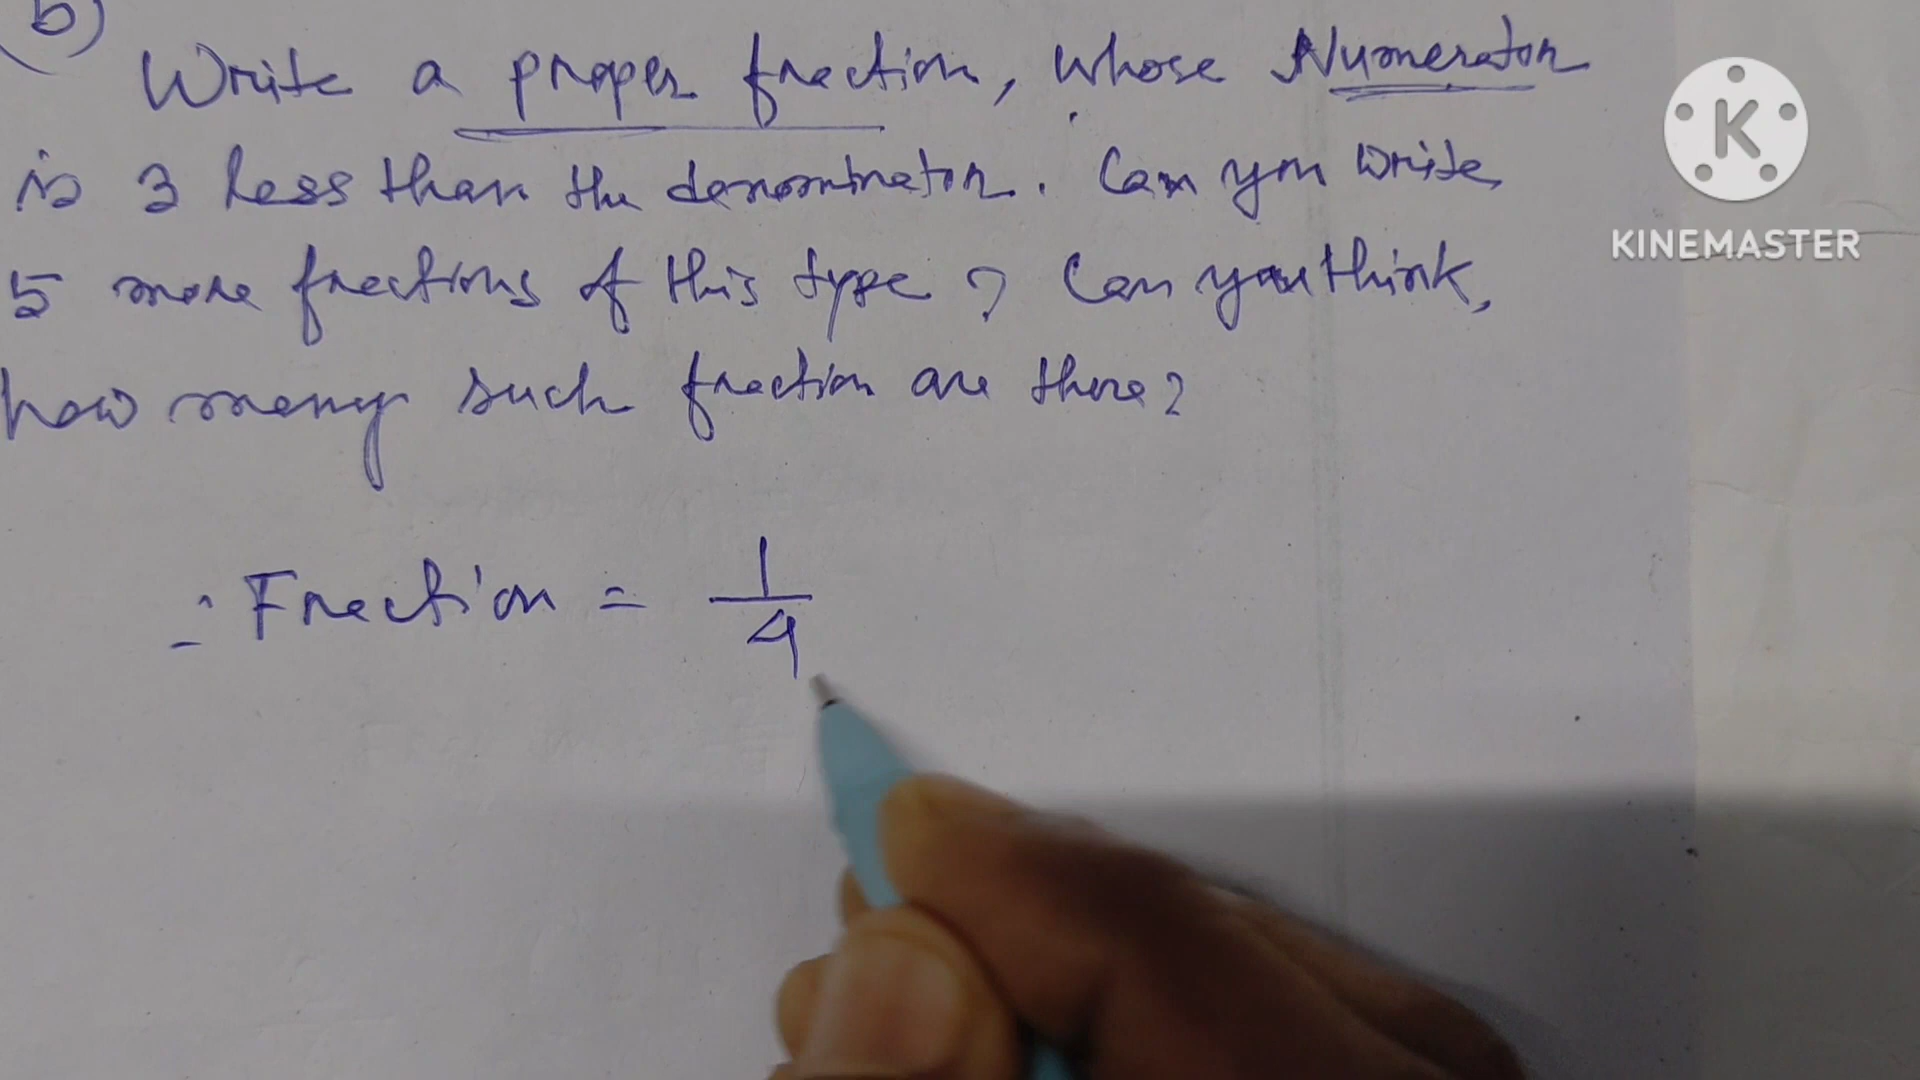 b)
Write a proper fraction, whose Numerator
is 3 less than the denominator. Can you write
5 more fractions of this type? Can you think,
how many such fraction are there?
∴ Fraction = 1/4
K
KINEMASTER